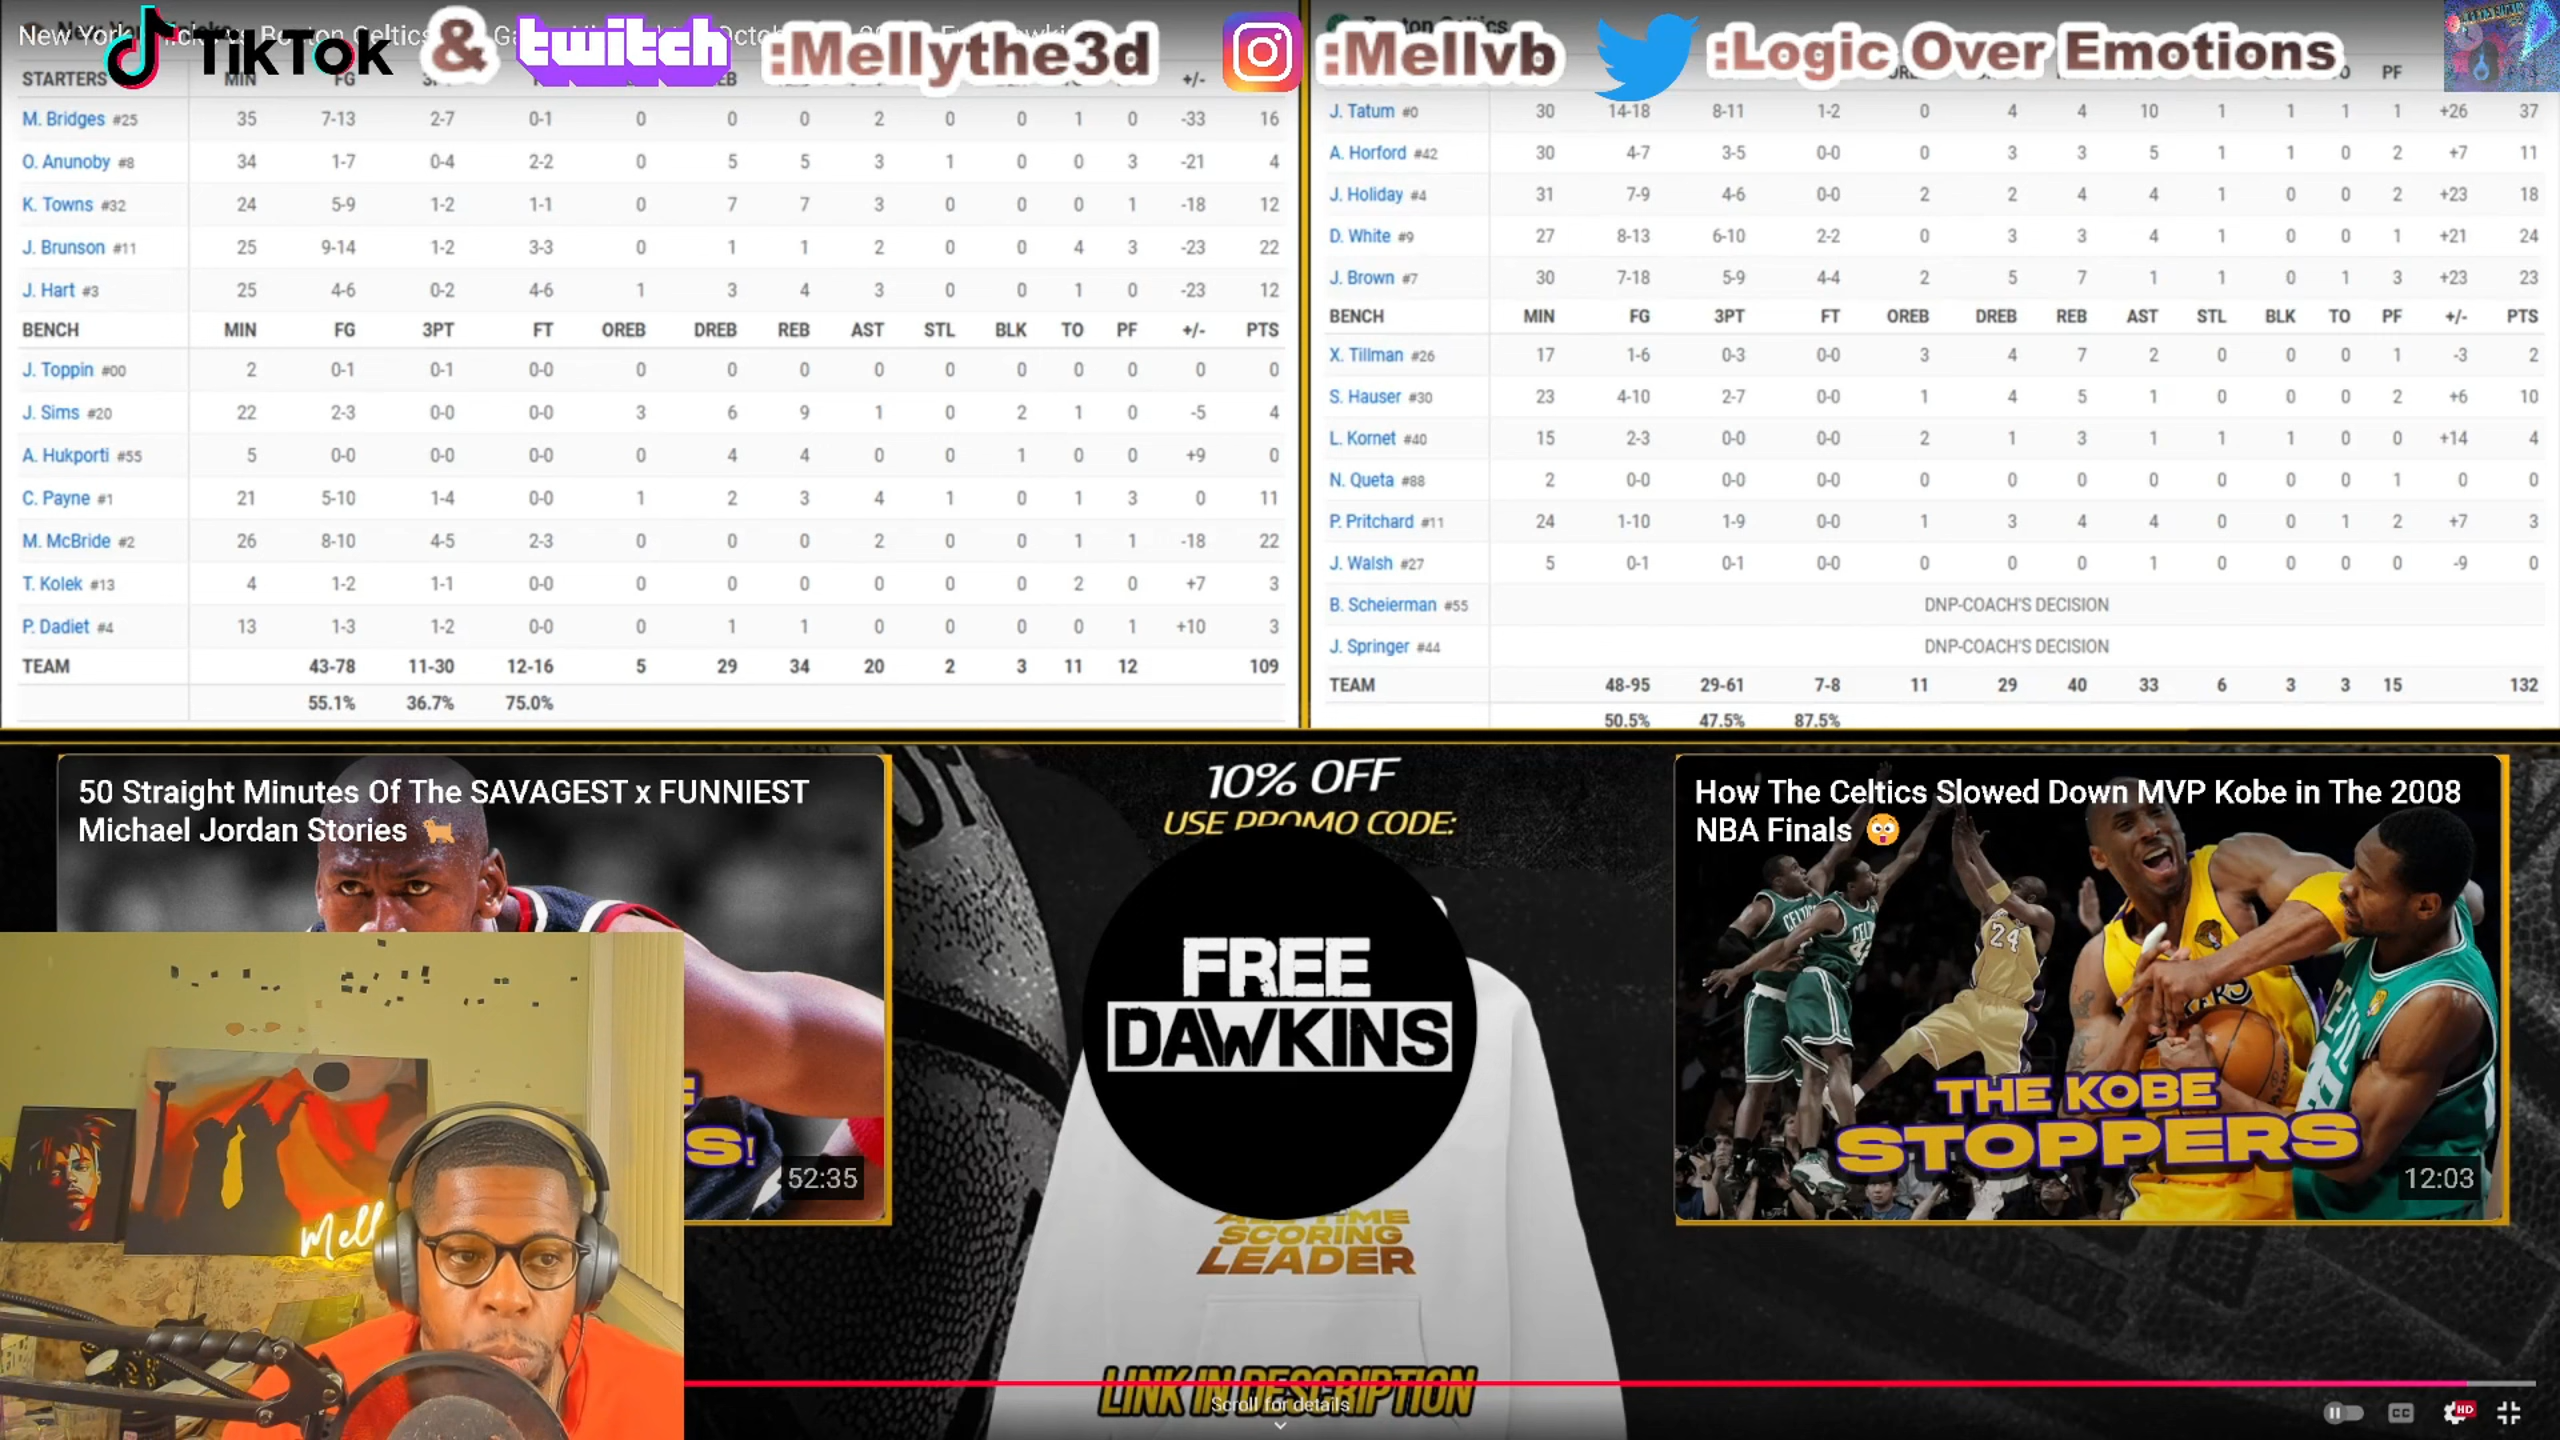 TikTok & twitch :Mellythe3d :Mellvb :Logic Over Emotions
STARTERS MIN FG +/-
M. Bridges #25 35 7-13 2-7 0-1 0 0 0 2 0 0 1 0 -33 16
O. Anunoby #8 34 1-7 0-4 2-2 0 5 5 3 1 0 0 3 -21 4
K. Towns #32 24 5-9 1-2 1-1 0 7 7 3 0 0 0 1 -18 12
J. Brunson #11 25 9-14 1-2 3-3 0 1 1 2 0 0 4 3 -23 22
J. Hart #3 25 4-6 0-2 4-6 1 3 4 3 0 0 1 0 -23 12
BENCH MIN FG 3PT FT OREB DREB REB AST STL BLK TO PF +/- PTS
J. Toppin #00 2 0-1 0-1 0-0 0 0 0 0 0 0 0 0 0 0
J. Sims #20 22 2-3 0-0 0-0 3 6 9 1 0 2 1 0 -5 4
A. Hukporti #55 5 0-0 0-0 0-0 0 4 4 0 0 1 0 0 +9 0
C. Payne #1 21 5-10 1-4 0-0 1 2 3 4 1 0 1 3 0 11
M. McBride #2 26 8-10 4-5 2-3 0 0 0 2 0 0 1 1 -18 22
T. Kolek #13 4 1-2 1-1 0-0 0 0 0 0 0 0 2 0 +7 3
P. Dadiet #4 13 1-3 1-2 0-0 0 1 1 0 0 0 0 1 +10 3
TEAM 43-78 11-30 12-16 5 29 34 20 2 3 11 12 109
55.1% 36.7% 75.0%
PF
J. Tatum #0 30 14-18 8-11 1-2 0 4 4 10 1 1 1 1 +26 37
A. Horford #42 30 4-7 3-5 0-0 0 3 3 5 1 1 0 2 +7 11
J. Holiday #4 31 7-9 4-6 0-0 2 2 4 4 1 0 0 2 +23 18
D. White #9 27 8-13 6-10 2-2 0 3 3 4 1 0 0 1 +21 24
J. Brown #7 30 7-18 5-9 4-4 2 5 7 1 1 0 1 3 +23 23
BENCH MIN FG 3PT FT OREB DREB REB AST STL BLK TO PF +/- PTS
X. Tillman #26 17 1-6 0-3 0-0 3 4 7 2 0 0 0 1 -3 2
S. Hauser #30 23 4-10 2-7 0-0 1 4 5 1 0 0 0 2 +6 10
L. Kornet #40 15 2-3 0-0 0-0 2 1 3 1 1 1 0 0 +14 4
N. Queta #88 2 0-0 0-0 0-0 0 0 0 0 0 0 0 1 0 0
P. Pritchard #11 24 1-10 1-9 0-0 1 3 4 4 0 0 1 2 +7 3
J. Walsh #27 5 0-1 0-1 0-0 0 0 0 1 0 0 0 0 -9 0
B. Scheierman #55 DNP-COACH'S DECISION
J. Springer #44 DNP-COACH'S DECISION
TEAM 48-95 29-61 7-8 11 29 40 33 6 3 3 15 132
50.5% 47.5% 87.5%
50 Straight Minutes Of The SAVAGEST x FUNNIEST
Michael Jordan Stories
S!
52:35
Mell
10% OFF
USE PROMO CODE:
FREE
DAWKINS
ALL TIME
SCORING
LEADER
LINK IN DESCRIPTION
Scroll for details
How The Celtics Slowed Down MVP Kobe in The 2008
NBA Finals
24
THE KOBE
STOPPERS
12:03
CC
HD